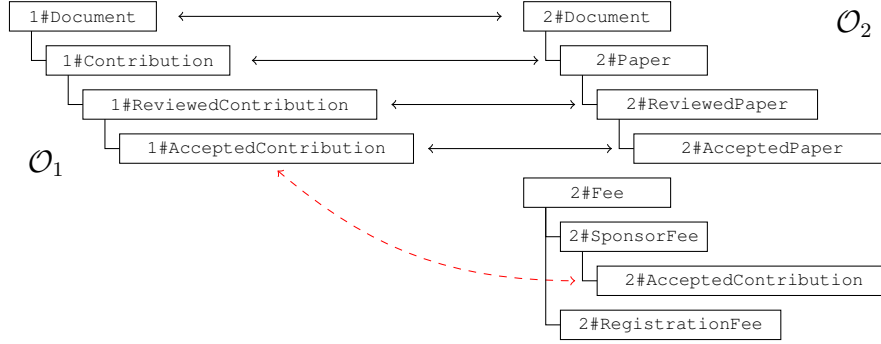 1#Document
2#Document
𝒪₂
1#Contribution
2#Paper
1#ReviewedContribution
2#ReviewedPaper
1#AcceptedContribution
2#AcceptedPaper
𝒪₁
2#Fee
2#SponsorFee
2#AcceptedContribution
2#RegistrationFee